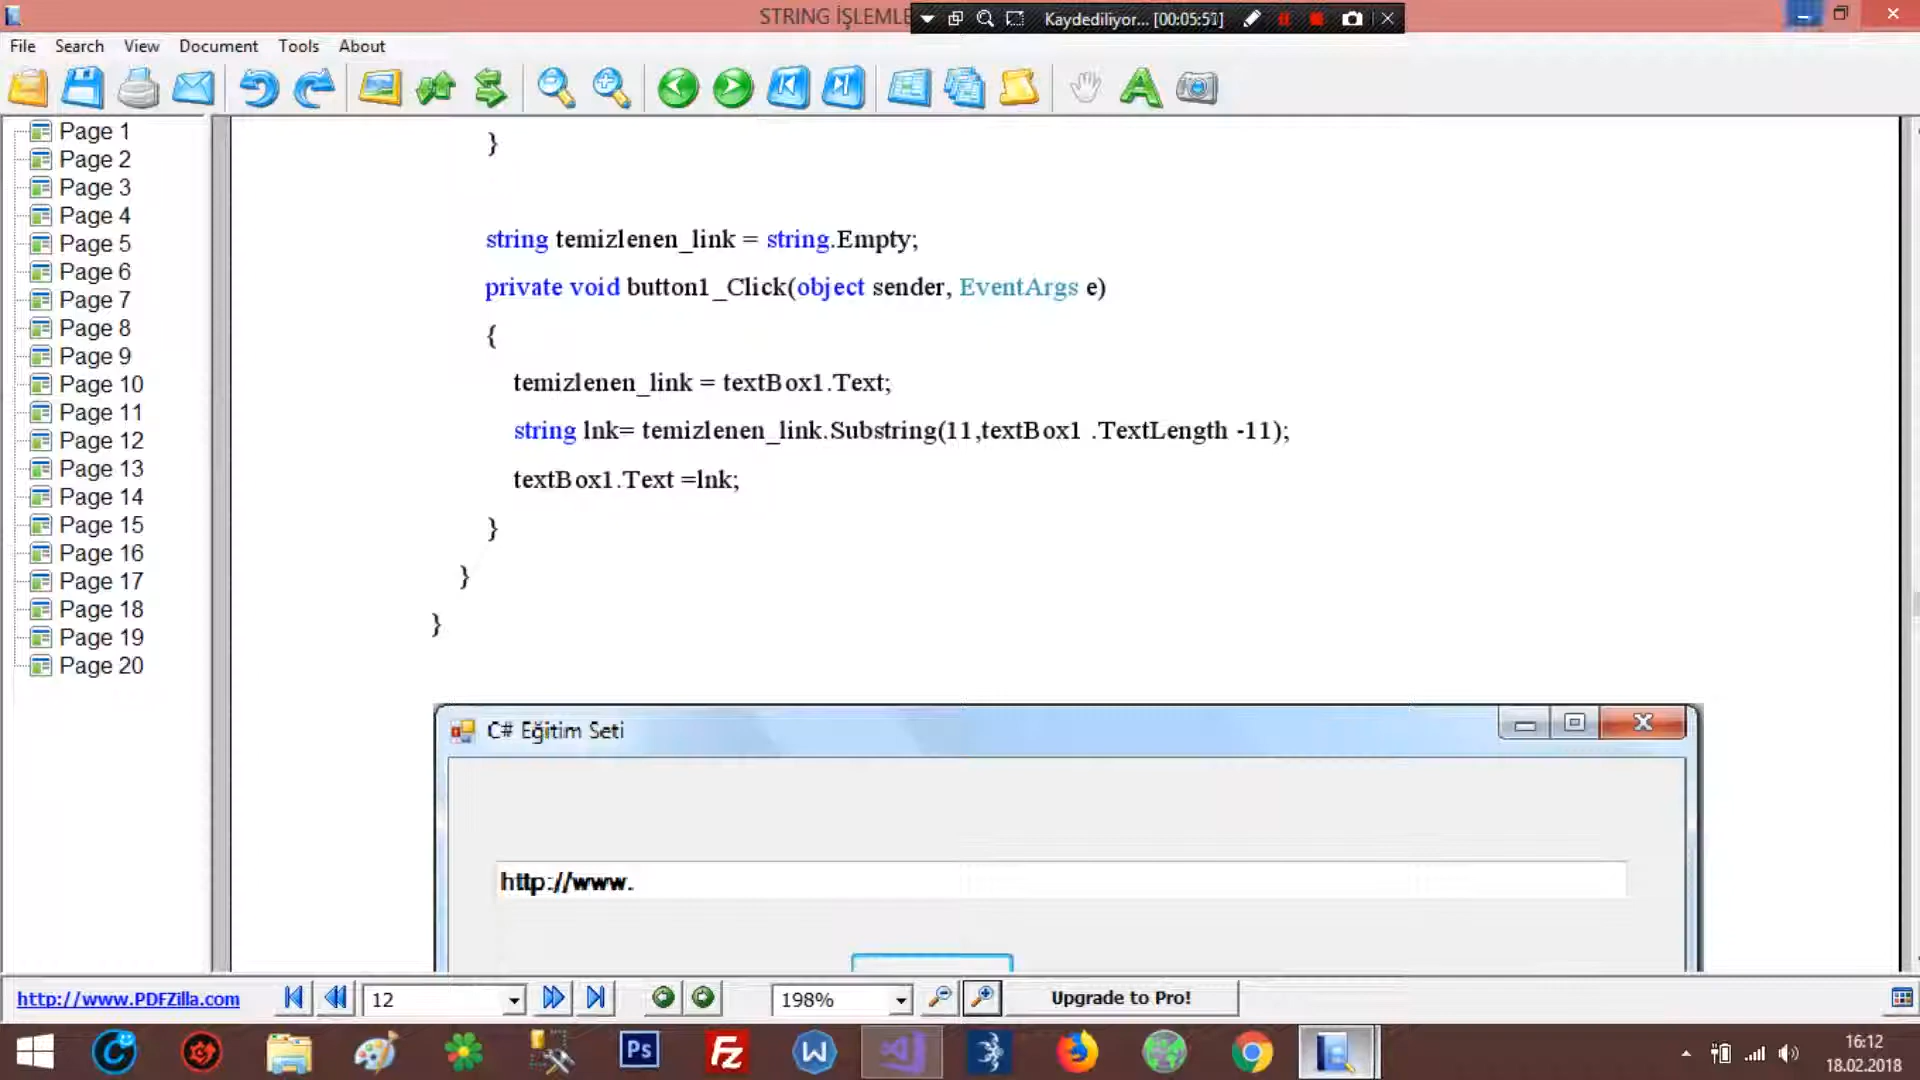 STRING İŞLEMLE
Kaydediliyor... [00:05:51]
File Search View Document Tools About
Page 1
Page 2
Page 3
Page 4
Page 5
Page 6
Page 7
Page 8
Page 9
Page 10
Page 11
Page 12
Page 13
Page 14
Page 15
Page 16
Page 17
Page 18
Page 19
Page 20
}
string temizlenen_link = string.Empty;
private void button1_Click(object sender, EventArgs e)
{
temizlenen_link = textBox1.Text;
string lnk= temizlenen_link.Substring(11,textBox1 .TextLength -11);
textBox1.Text =lnk;
}
}
}
C# Eğitim Seti
http://www.
http://www.PDFZilla.com 12 198% Upgrade to Pro!
Ps Fz W
16:12
18.02.2018